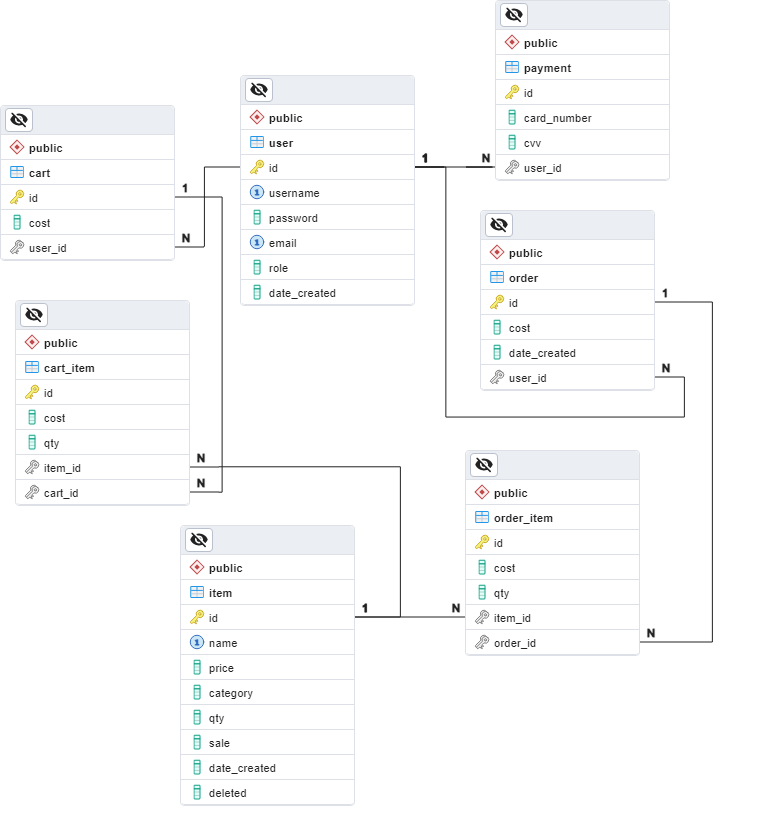 public
payment
id
card_number
cvv
user_id
public
user
id
username
password
email
role
date_created
1
N
public
cart
id
cost
user_id
1
N
public
order
id
cost
date_created
user_id
1
N
public
cart_item
id
cost
qty
item_id
cart_id
N
N
public
order_item
id
cost
qty
item_id
order_id
N
N
public
item
id
name
price
category
qty
sale
date_created
deleted
1